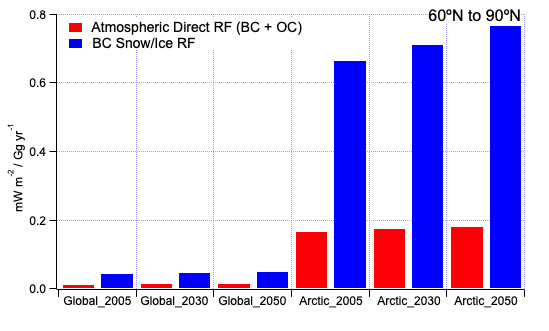 60ºN to 90ºN
Atmospheric Direct RF (BC + OC)
BC Snow/Ice RF
mW m⁻² / Gg yr⁻¹
0.8
0.6
0.4
0.2
0.0
Global_2005 Global_2030 Global_2050 Arctic_2005 Arctic_2030 Arctic_2050